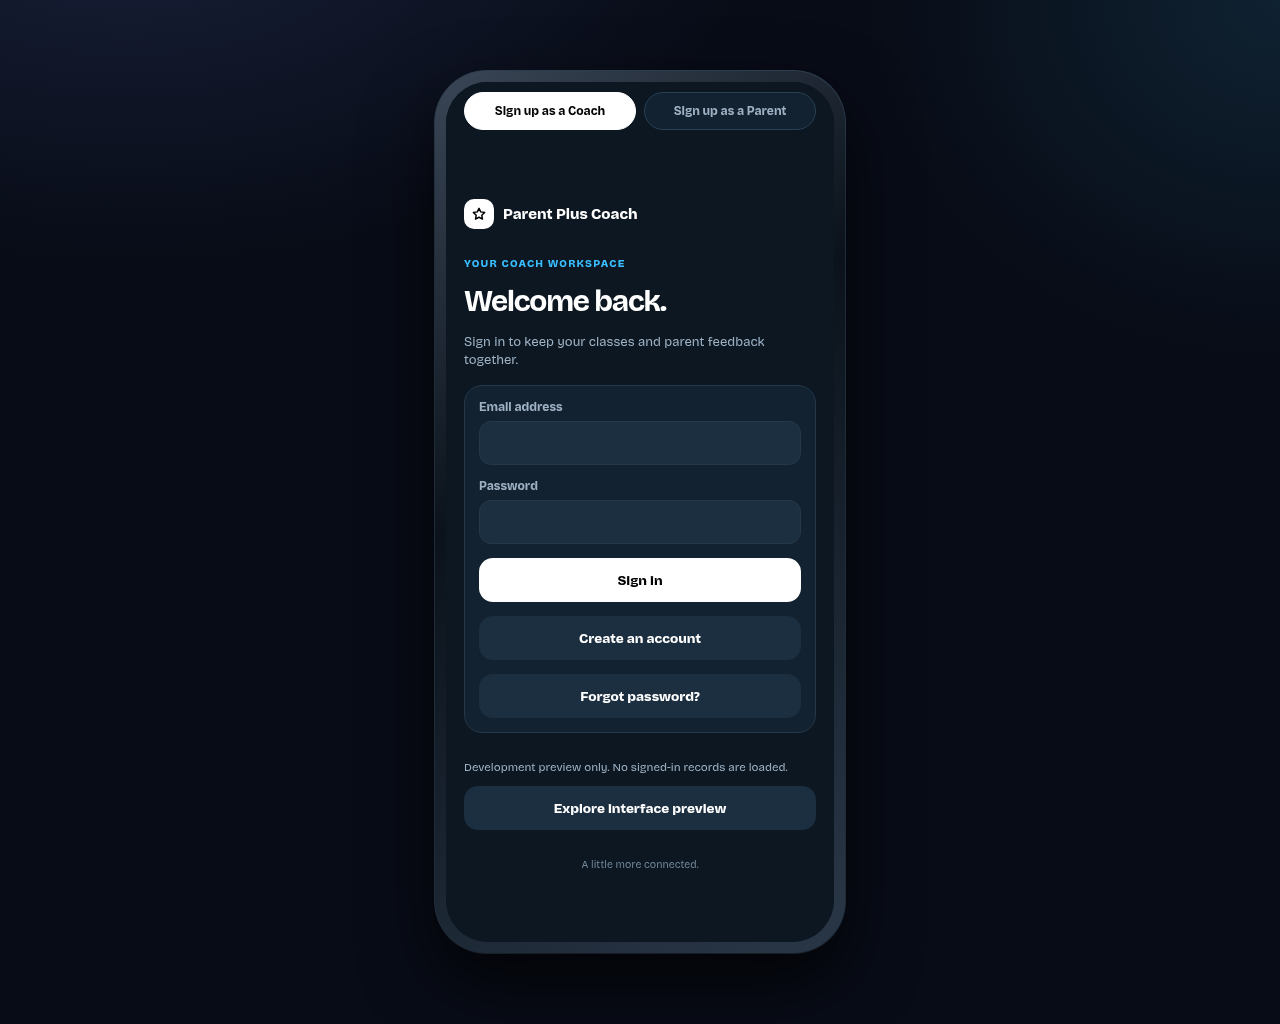 Sign up as a Coach
Sign up as a Parent
Parent Plus Coach
YOUR COACH WORKSPACE
Welcome back.
Sign in to keep your classes and parent feedback
together.
Email address
Password
Sign in
Create an account
Forgot password?
Development preview only. No signed-in records are loaded.
Explore interface preview
A little more connected.